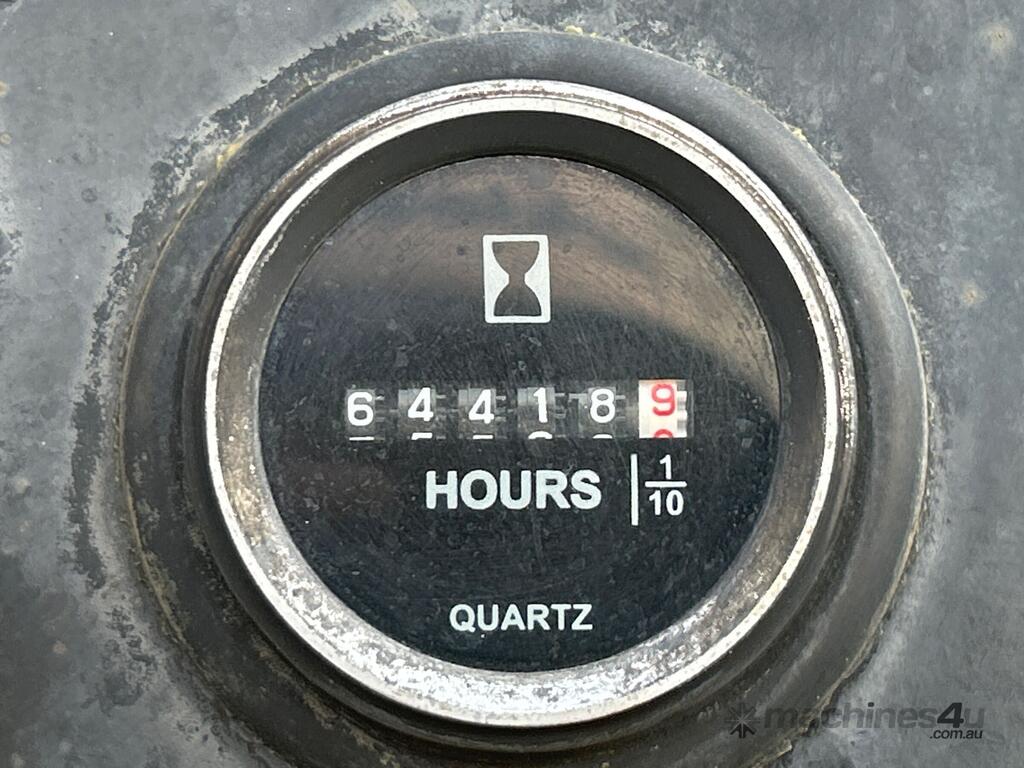 644189
HOURS 1/10
QUARTZ
machines4u
.com.au